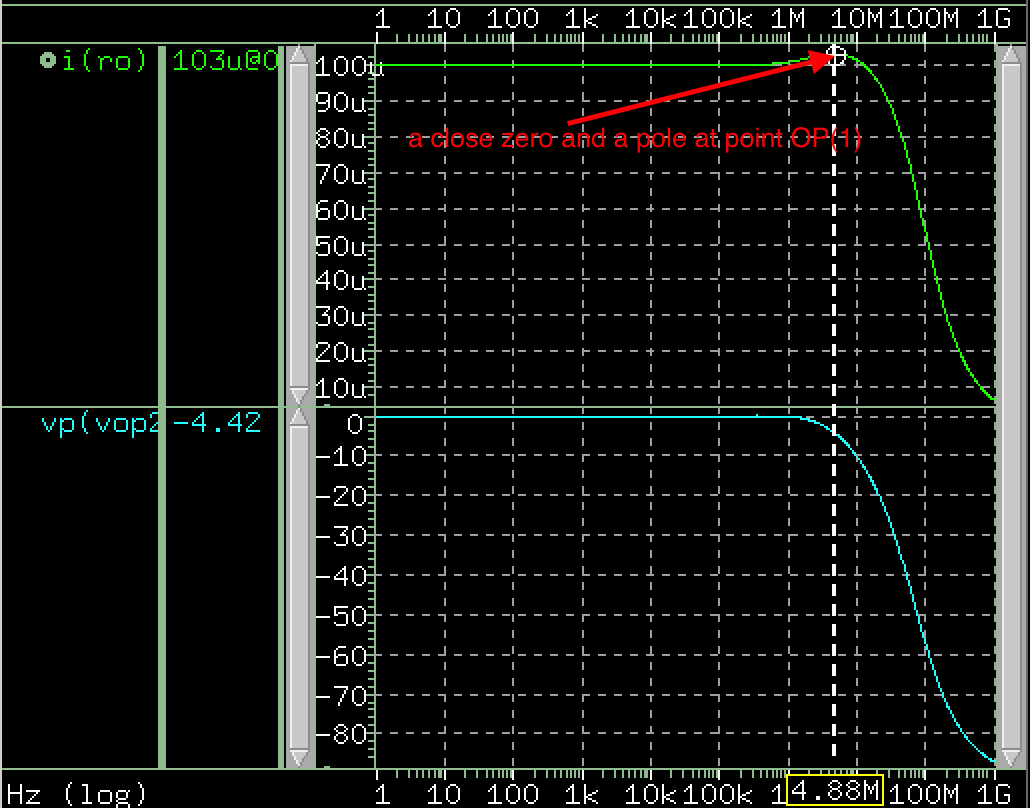 1 10 100 1k 10k 100k 1M 10M 100M 1G
i(ro) 103u@0
100u
90u
a close zero and a pole at point OP(1)
80u
70u
60u
50u
40u
30u
20u
10u
vp(vop2 -4.42
0
-10
-20
-30
-40
-50
-60
-70
-80
Hz (log) 1 10 100 1k 10k 100k 1 4.88M 100M 1G